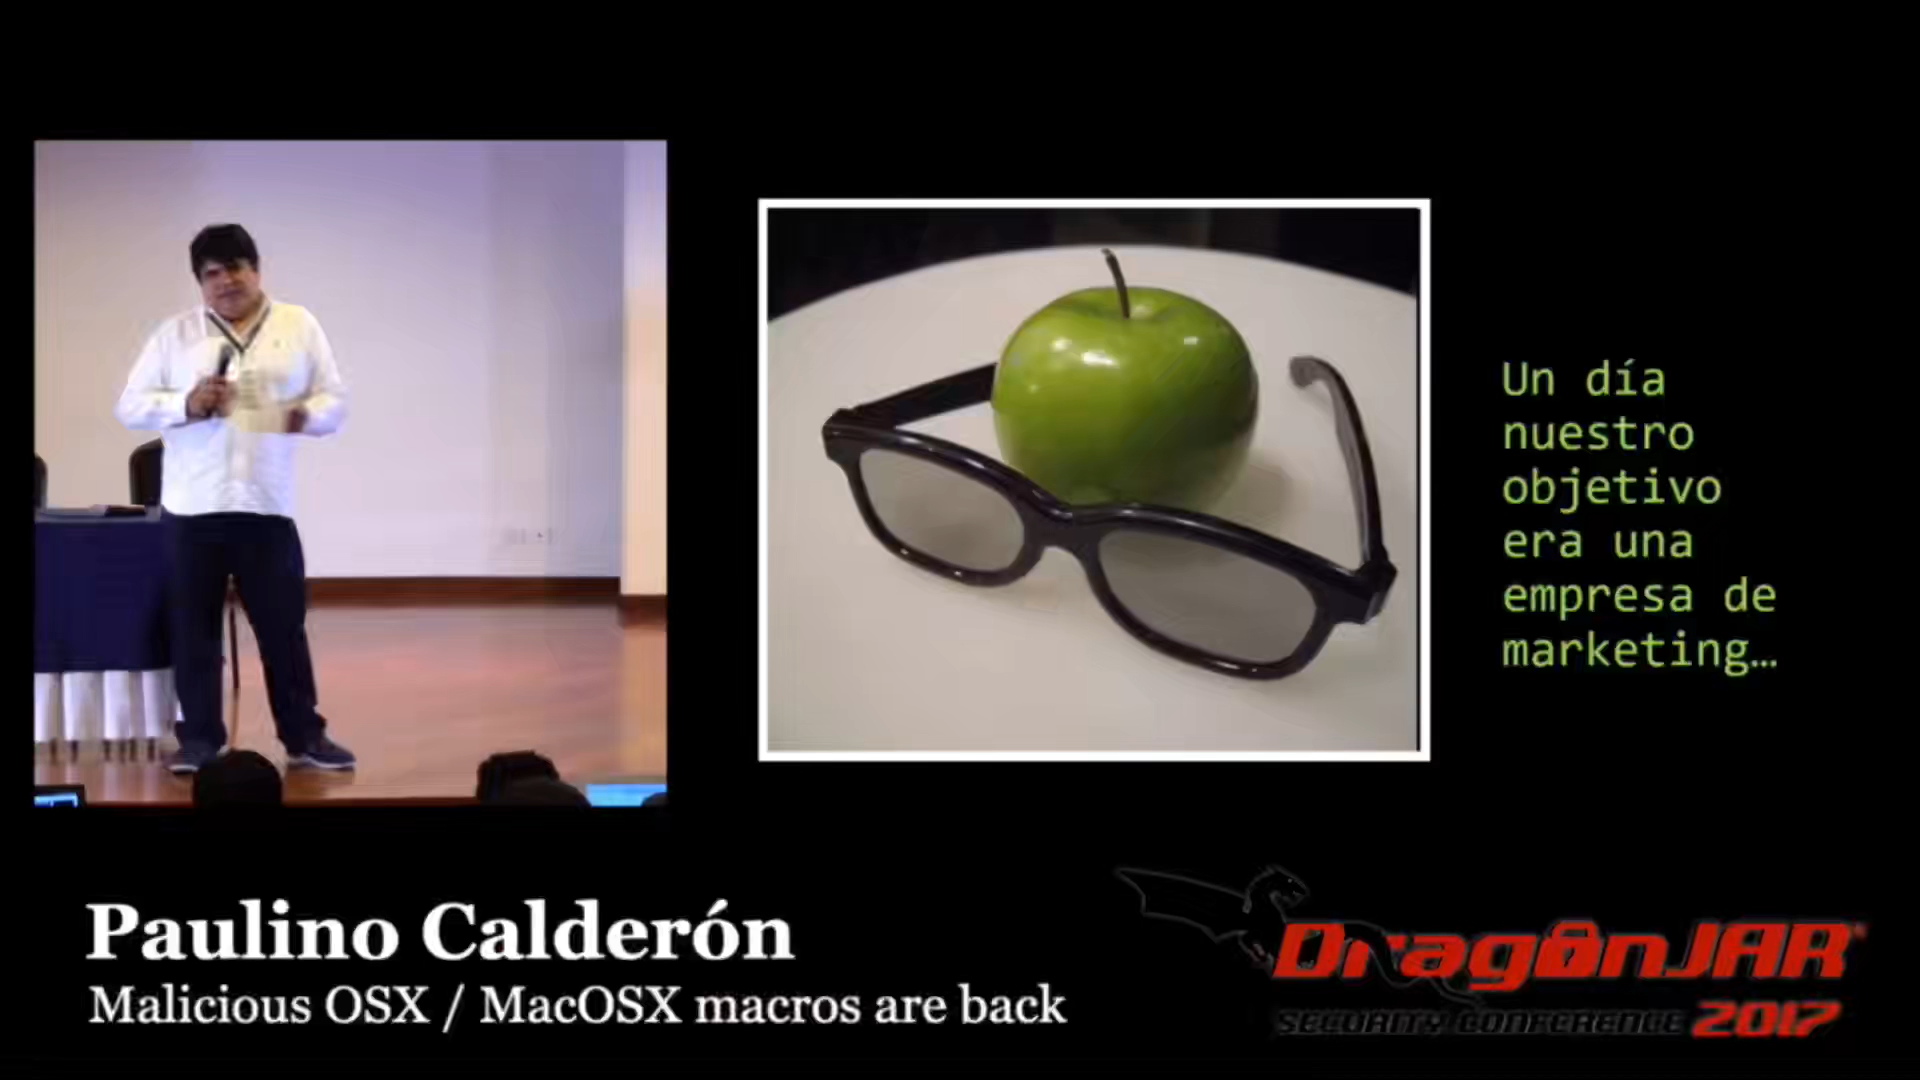 Un día
nuestro
objetivo
era una
empresa de
marketing…
Paulino Calderón
Malicious OSX / MacOSX macros are back
DragonJAR
SECURITY CONFERENCE 2017